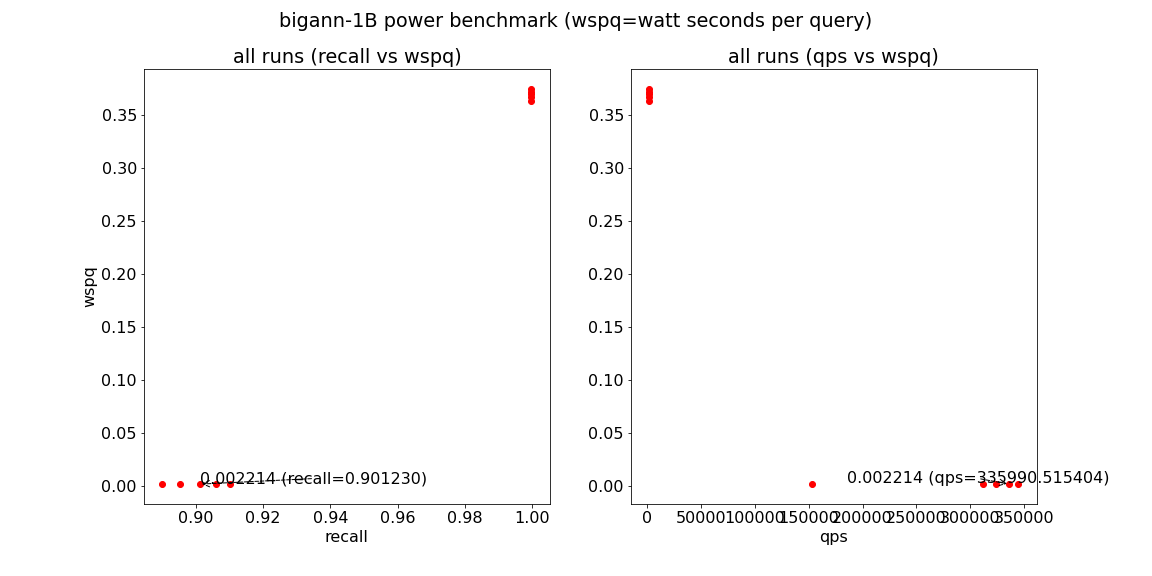 bigann-1B power benchmark (wspq=watt seconds per query)
all runs (recall vs wspq)
wspq
0.35
0.30
0.25
0.20
0.15
0.10
0.05
0.00
0.002214 (recall=0.901230)
0.90 0.92 0.94 0.96 0.98 1.00
recall
all runs (qps vs wspq)
0.35
0.30
0.25
0.20
0.15
0.10
0.05
0.00
0.002214 (qps=335990.515404)
0 50000 100000 150000 200000 250000 300000 350000
qps